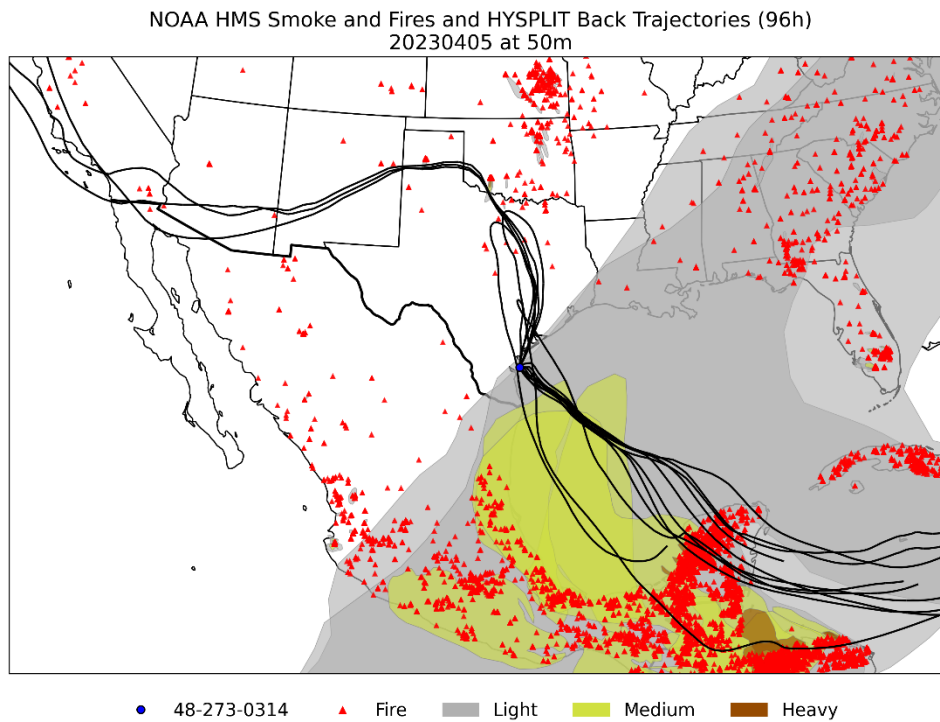 NOAA HMS Smoke and Fires and HYSPLIT Back Trajectories (96h)
20230405 at 50m
48-273-0314 Fire Light Medium Heavy